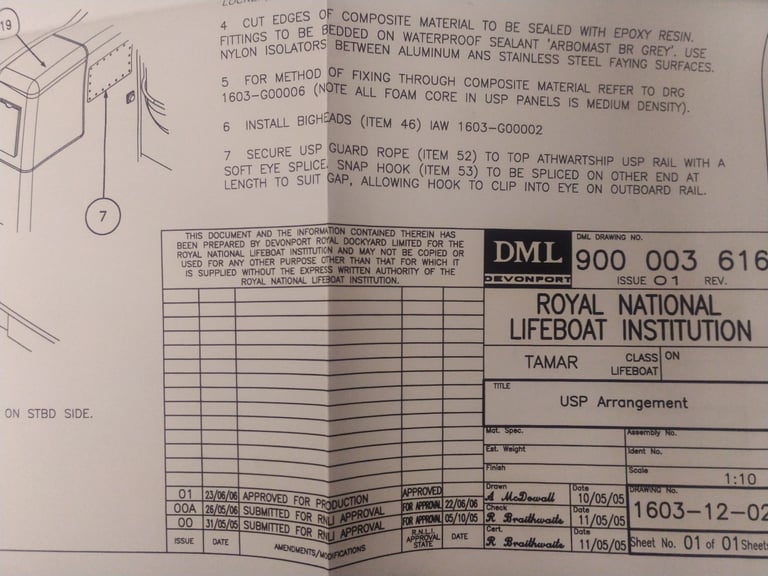 19
7
ON STBD SIDE.
4 CUT EDGES OF COMPOSITE MATERIAL TO BE SEALED WITH EPOXY RESIN.
FITTINGS TO BE BEDDED ON WATERPROOF SEALANT 'ARBOMAST BR GREY'. USE
NYLON ISOLATORS BETWEEN ALUMINUM ANS STAINLESS STEEL FAYING SURFACES.
5 FOR METHOD OF FIXING THROUGH COMPOSITE MATERIAL REFER TO DRG
1603-G00006 (NOTE ALL FOAM CORE IN USP PANELS IS MEDIUM DENSITY).
6 INSTALL BIGHEADS (ITEM 46) IAW 1603-G00002
7 SECURE USP GUARD ROPE (ITEM 52) TO TOP ATHWARTSHIP USP RAIL WITH A
SOFT EYE SPLICE. SNAP HOOK (ITEM 53) TO BE SPLICED ON OTHER END AT
LENGTH TO SUIT GAP, ALLOWING HOOK TO CLIP INTO EYE ON OUTBOARD RAIL.
THIS DOCUMENT AND THE INFORMATION CONTAINED THEREIN HAS
BEEN PREPARED BY DEVONPORT ROYAL DOCKYARD LIMITED FOR THE
ROYAL NATIONAL LIFEBOAT INSTITUTION AND MAY NOT BE COPIED OR
USED FOR ANY OTHER PURPOSE OTHER THAN THAT FOR WHICH IT
IS SUPPLIED WITHOUT THE EXPRESS WRITTEN AUTHORITY OF THE
ROYAL NATIONAL LIFEBOAT INSTITUTION.
01 23/06/06 APPROVED FOR PRODUCTION APPROVED
00A 26/05/06 SUBMITTED FOR RNLI APPROVAL FOR APPROVAL 22/06/06
00 31/05/05 SUBMITTED FOR RNLI APPROVAL FOR APPROVAL 05/10/05
ISSUE DATE AMENDMENTS/MODIFICATIONS R.N.L.I. APPROVAL STATE DATE
DML
DEVONPORT
DML DRAWING NO.
900 003 616
ISSUE 01 REV.
ROYAL NATIONAL
LIFEBOAT INSTITUTION
TAMAR CLASS LIFEBOAT ON
TITLE
USP Arrangement
Mat. Spec. Assembly No.
Est. Weight Ident No.
Finish Scale 1:10
Drawn A McDowall Date 10/05/05
Check R Braithwaite Date 11/05/05
Cert. R Braithwaite Date 11/05/05
DRAWING NO.
1603-12-02
Sheet No. 01 of 01 Sheets